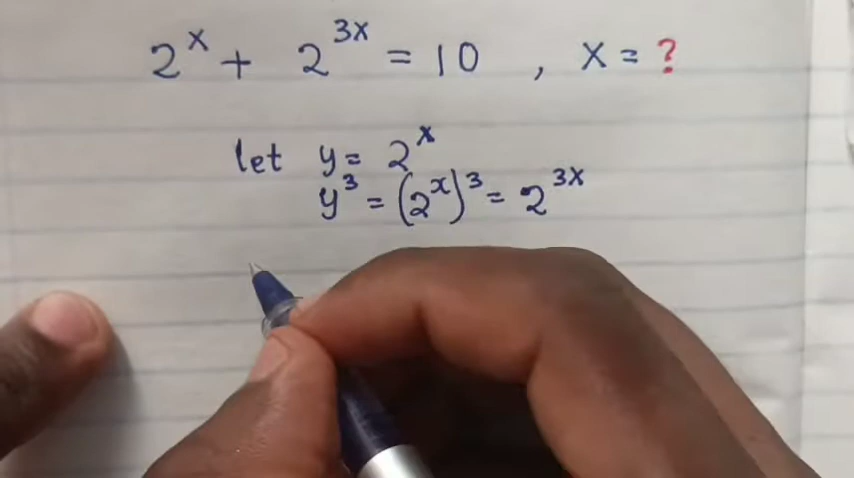 2^x + 2^{3x} = 10 , x = ?
let y = 2^x
y^3 = (2^x)^3 = 2^{3x}